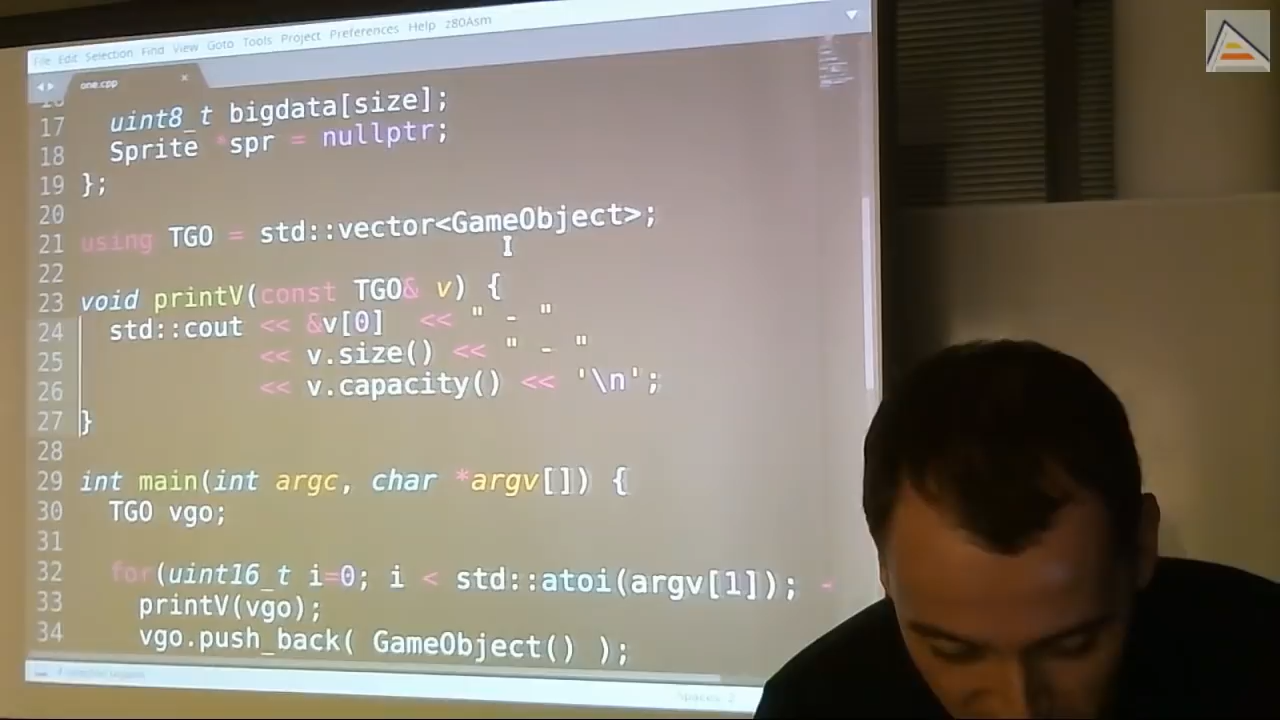 File Edit Selection Find View Goto Tools Project Preferences Help z80Asm
one.cpp
17 uint8_t bigdata[size];
18 Sprite *spr = nullptr;
19 };
20
21 using TGO = std::vector<GameObject>;
22
23 void printV(const TGO& v) {
24 std::cout << &v[0] << " - "
25 << v.size() << " - "
26 << v.capacity() << '\n';
27 }
28
29 int main(int argc, char *argv[]) {
30 TGO vgo;
31
32 for(uint16_t i=0; i < std::atoi(argv[1]);
33 printV(vgo);
34 vgo.push_back( GameObject() );
Spaces: 2